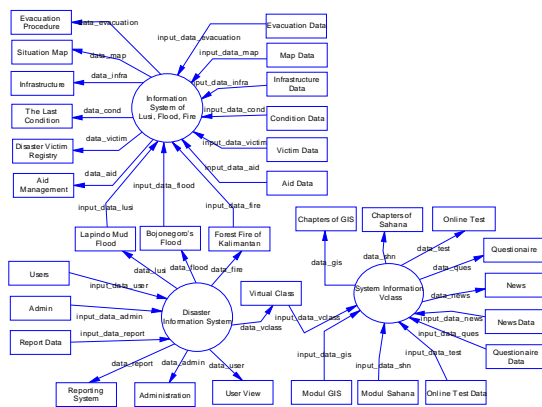 Evacuation
Procedure
data_evacuation
input_data_evacuation
Evacuation Data
Situation Map
data_map
input_data_map
Map Data
Infrastructure
data_infra
input_data_infra
Infrastructure
Data
Information
System of
Lusi, Flood, Fire
The Last
Condition
data_cond
input_data_cond
Condition Data
Disaster Victim
Registry
data_victim
input_data_victim
Victim Data
Aid
Management
data_aid
input_data_aid
Aid Data
input_data_lusi
input_data_flood
input_data_fire
Lapindo Mud
Flood
Bojonegoro's
Flood
Forest Fire of
Kalimantan
Chapters of GIS
Chapters of
Sahana
Online Test
data_gis
data_shn
data_test
Questionaire
data_ques
News
data_news
System Information
Vclass
News Data
input_data_news
Questionaire
Data
input_data_ques
input_data_test
input_data_shn
input_data_gis
Modul GIS
Modul Sahana
Online Test Data
Virtual Class
input_data_vclass
data_vclass
data_lusi
data_flood
data_fire
Users
input_data_user
Admin
input_data_admin
Report Data
input_data_report
Disaster
Information System
data_report
data_admin
data_user
Reporting
System
Administration
User View